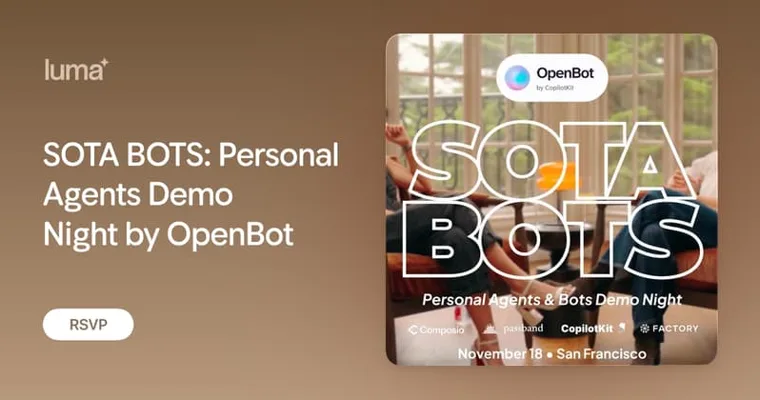 luma
SOTA BOTS: Personal
Agents Demo
Night by OpenBot
RSVP
OpenBot
by CopilotKit
SOTA
BOTS
Personal Agents & Bots Demo Night
Composio passband CopilotKit FACTORY
November 18 • San Francisco